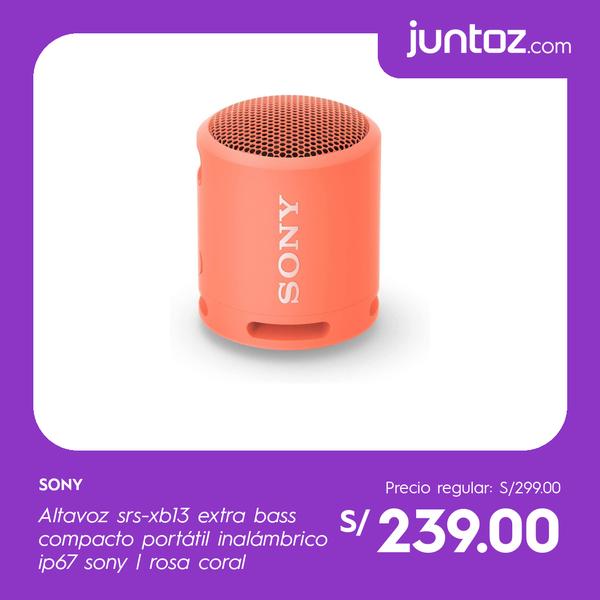 juntoz.com
SONY
SONY
Precio regular: S/299.00
Altavoz srs-xb13 extra bass
compacto portátil inalámbrico
ip67 sony | rosa coral
S/ 239.00